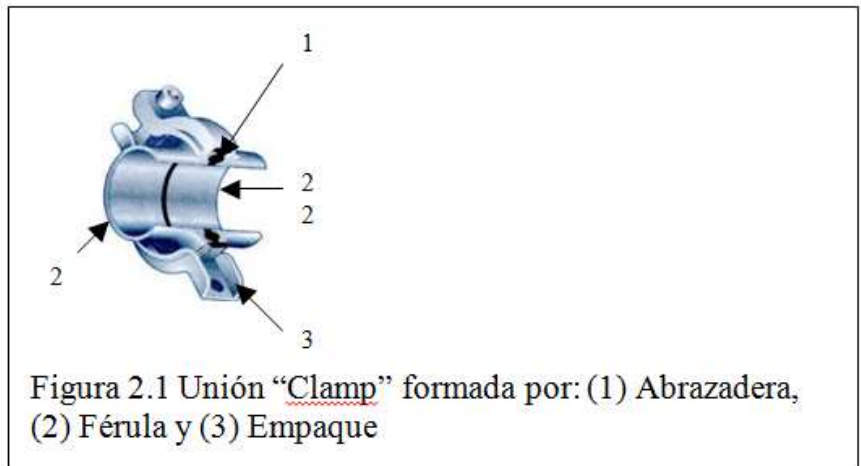 1
2
2
2
3
Figura 2.1 Unión “Clamp” formada por: (1) Abrazadera,
(2) Férula y (3) Empaque